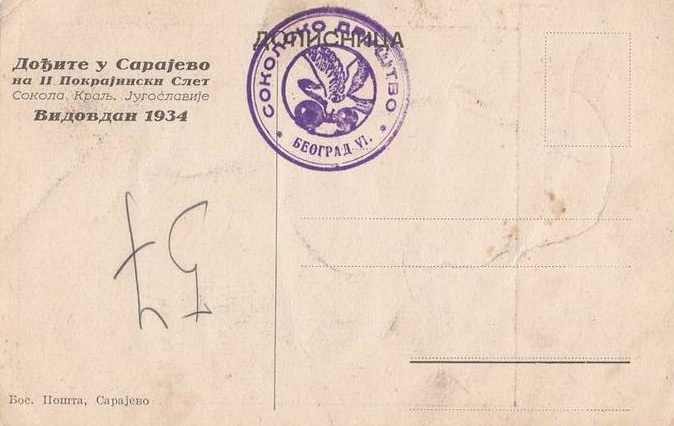 ДОПИСНИЦА
Дођите у Сарајево
на II Покрајински Слет
Сокола Краљ. Југославије
Видовдан 1934
СОКОЛСКО ДРУШТВО
* БЕОГРАД VI. *
Бос. Пошта, Сарајево